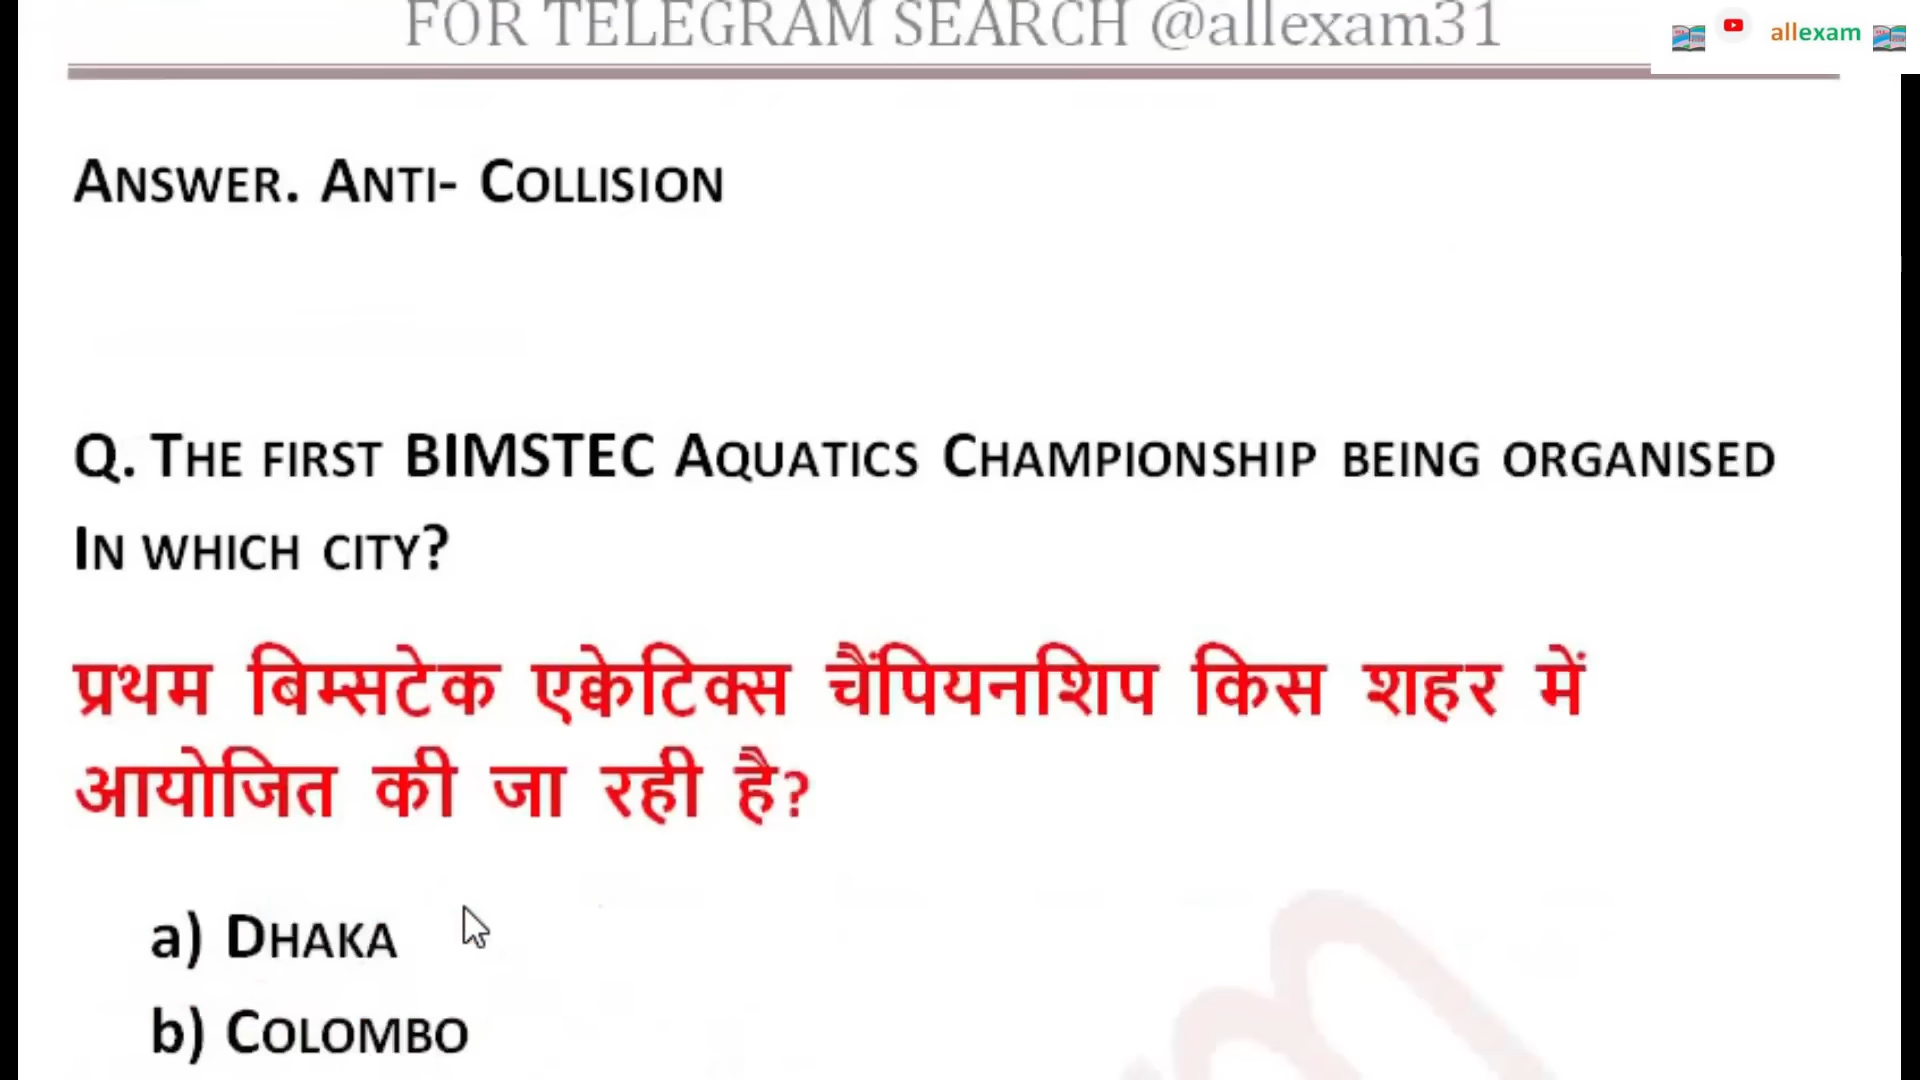 FOR TELEGRAM SEARCH @allexam31
allexam
ANSWER. ANTI- COLLISION
Q. THE FIRST BIMSTEC AQUATICS CHAMPIONSHIP BEING ORGANISED
IN WHICH CITY?
प्रथम बिम्सटेक एक्वेटिक्स चैंपियनशिप किस शहर में
आयोजित की जा रही है?
a) DHAKA
b) COLOMBO